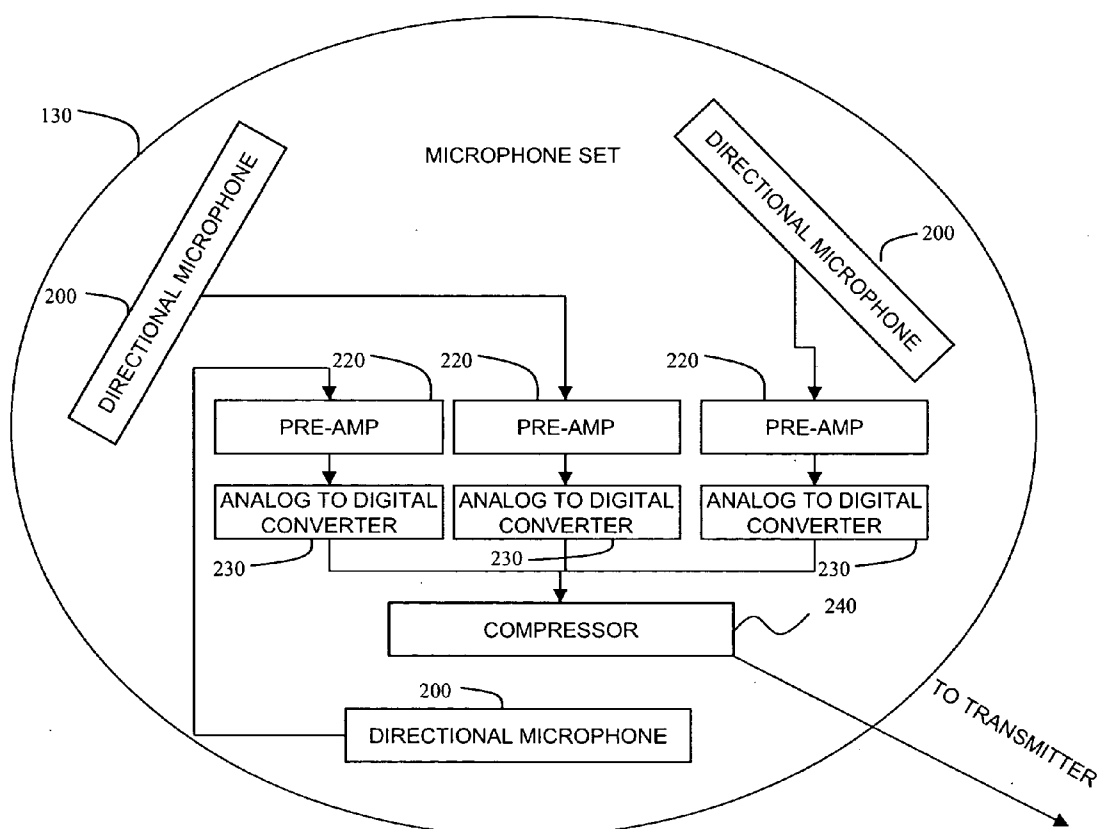 130
MICROPHONE SET
DIRECTIONAL MICROPHONE
200
DIRECTIONAL MICROPHONE
200
220
220
220
PRE-AMP
PRE-AMP
PRE-AMP
ANALOG TO DIGITAL
CONVERTER
ANALOG TO DIGITAL
CONVERTER
ANALOG TO DIGITAL
CONVERTER
230
230
230
COMPRESSOR
240
200
DIRECTIONAL MICROPHONE
TO TRANSMITTER